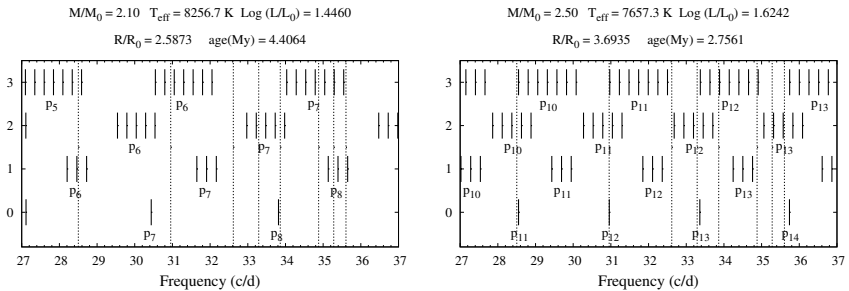 M/M0 = 2.10 Teff = 8256.7 K Log (L/L0) = 1.4460
R/R0 = 2.5873 age(My) = 4.4064
3
p5 p6 p7
2
p6 p7
1
p6 p7 p8
0
p7 p8
27 28 29 30 31 32 33 34 35 36 37
Frequency (c/d)
M/M0 = 2.50 Teff = 7657.3 K Log (L/L0) = 1.6242
R/R0 = 3.6935 age(My) = 2.7561
3
p10 p11 p12 p13
2
p10 p11 p12 p13
1
p10 p11 p12 p13
0
p11 p12 p13 p14
27 28 29 30 31 32 33 34 35 36 37
Frequency (c/d)